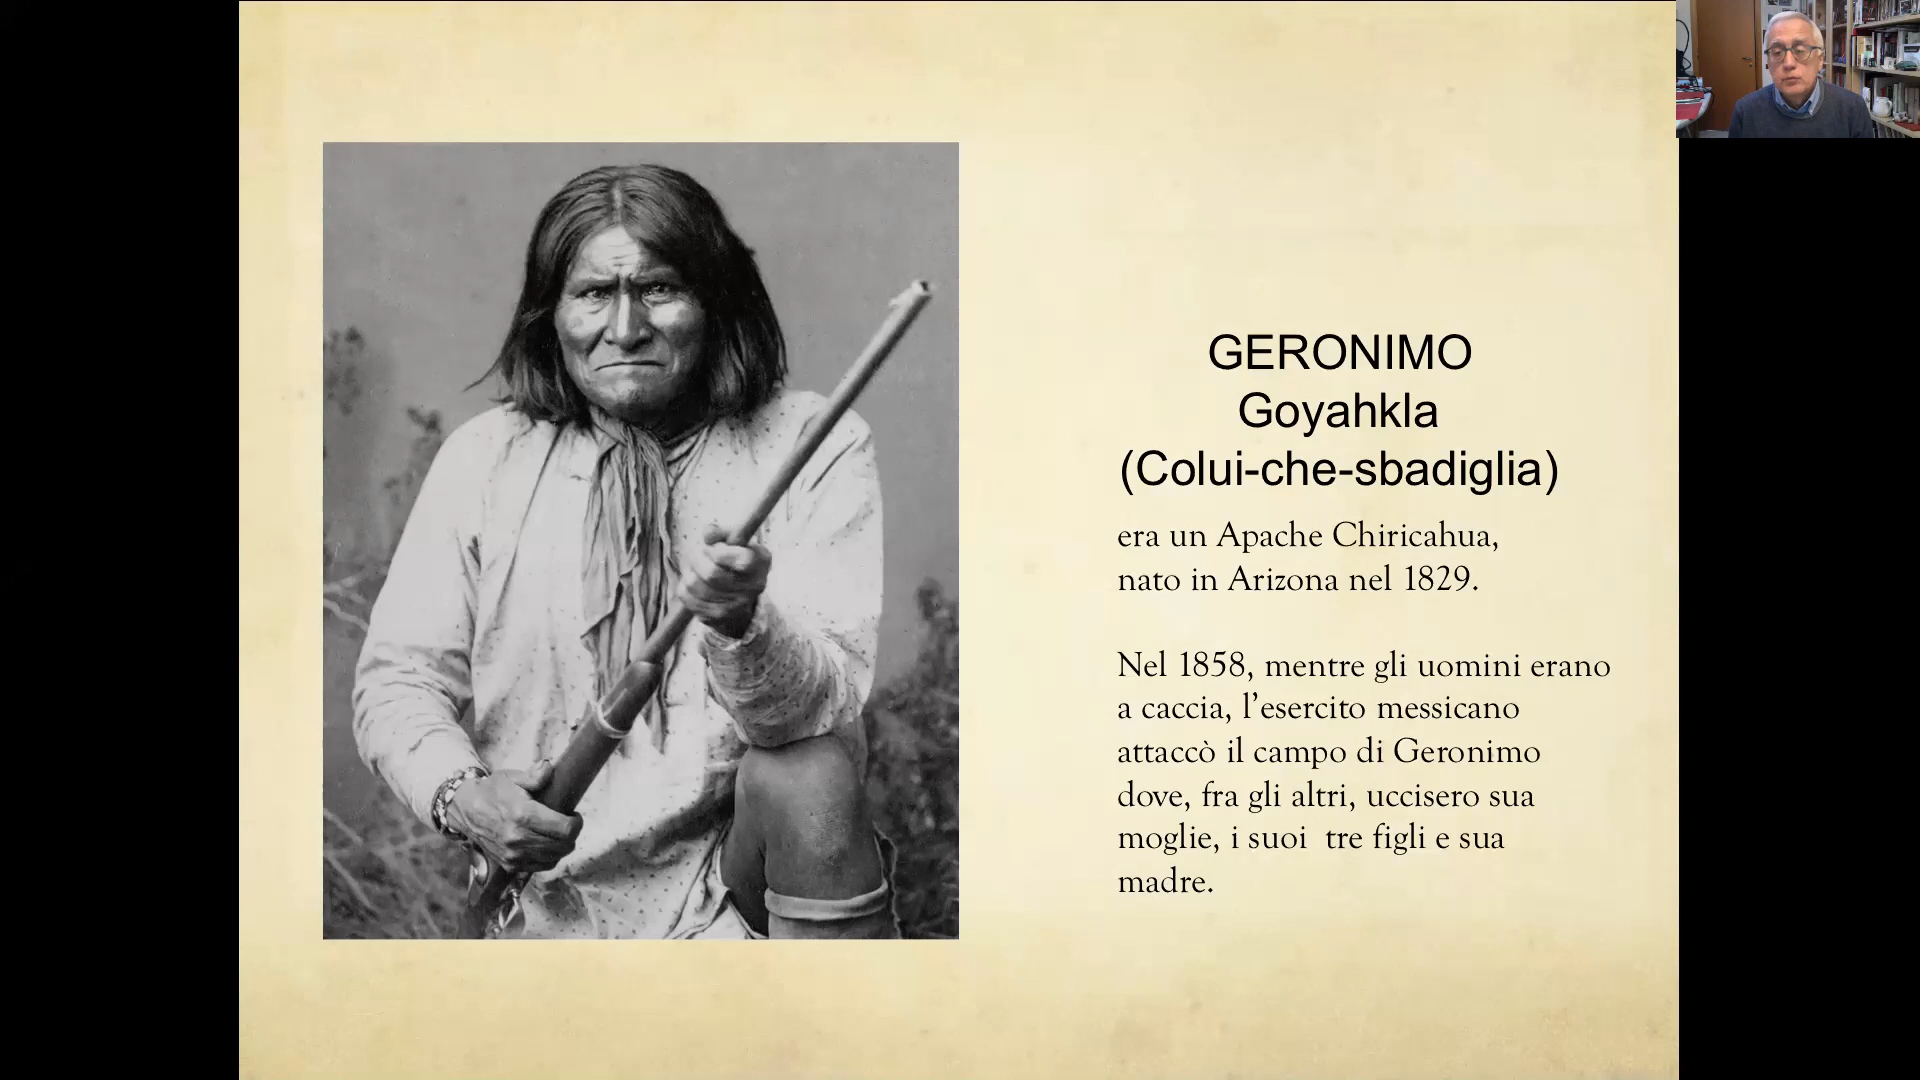 GERONIMO
Goyahkla
(Colui-che-sbadiglia)
era un Apache Chiricahua,
nato in Arizona nel 1829.
Nel 1858, mentre gli uomini erano
a caccia, l’esercito messicano
attaccò il campo di Geronimo
dove, fra gli altri, uccisero sua
moglie, i suoi  tre figli e sua
madre.